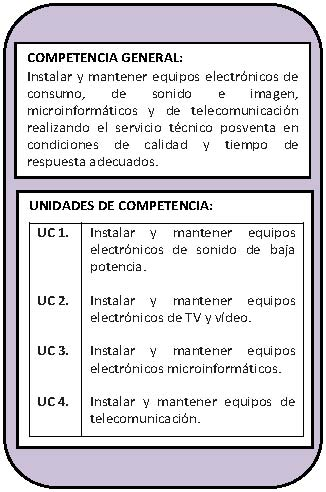 COMPETENCIA GENERAL:
Instalar y mantener equipos electrónicos de
consumo, de sonido e imagen,
microinformáticos y de telecomunicación
realizando el servicio técnico posventa en
condiciones de calidad y tiempo de
respuesta adecuados.
UNIDADES DE COMPETENCIA:
UC 1. Instalar y mantener equipos
electrónicos de sonido de baja
potencia.
UC 2. Instalar y mantener equipos
electrónicos de TV y vídeo.
UC 3. Instalar y mantener equipos
electrónicos microinformáticos.
UC 4. Instalar y mantener equipos de
telecomunicación.